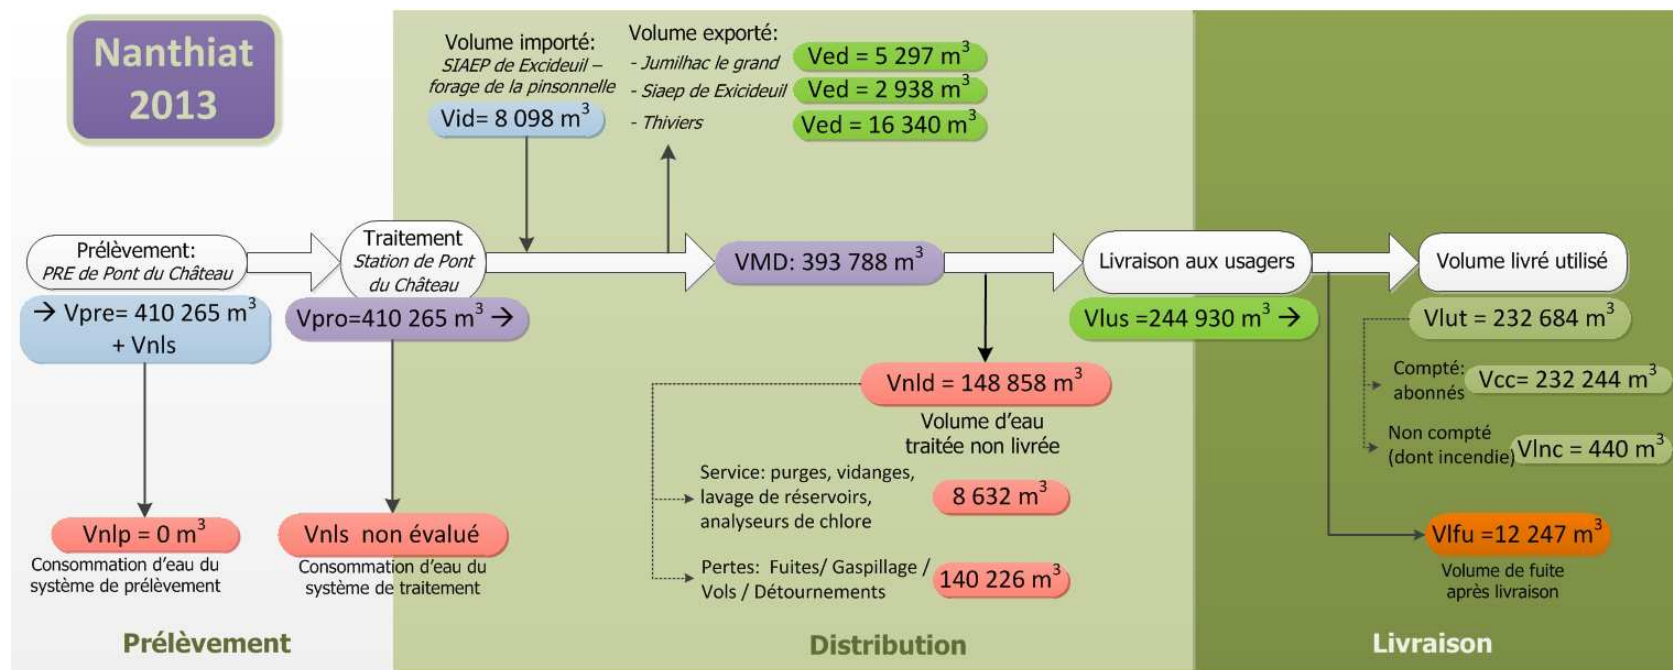 Nanthiat
2013
Volume importé:
SIAEP de Excideuil –
forage de la pinsonnelle
Vid= 8 098 m³
Volume exporté:
- Jumilhac le grand
Ved = 5 297 m³
- Siaep de Exicideuil
Ved = 2 938 m³
- Thiviers
Ved = 16 340 m³
Prélèvement:
PRE de Pont du Château
→ Vpre= 410 265 m³
+ Vnls
Traitement
Station de Pont
du Château
Vpro=410 265 m³ →
VMD: 393 788 m³
Livraison aux usagers
Vlus =244 930 m³ →
Volume livré utilisé
Vlut = 232 684 m³
Compté:
abonnés
Vcc= 232 244 m³
Non compté
(dont incendie)
Vlnc = 440 m³
Vnld = 148 858 m³
Volume d'eau
traitée non livrée
Service: purges, vidanges,
lavage de réservoirs,
analyseurs de chlore
8 632 m³
Pertes: Fuites/ Gaspillage /
Vols / Détournements
140 226 m³
Vnlp = 0 m³
Consommation d'eau du
système de prélèvement
Vnls non évalué
Consommation d'eau du
système de traitement
Vlfu =12 247 m³
Volume de fuite
après livraison
Prélèvement
Distribution
Livraison